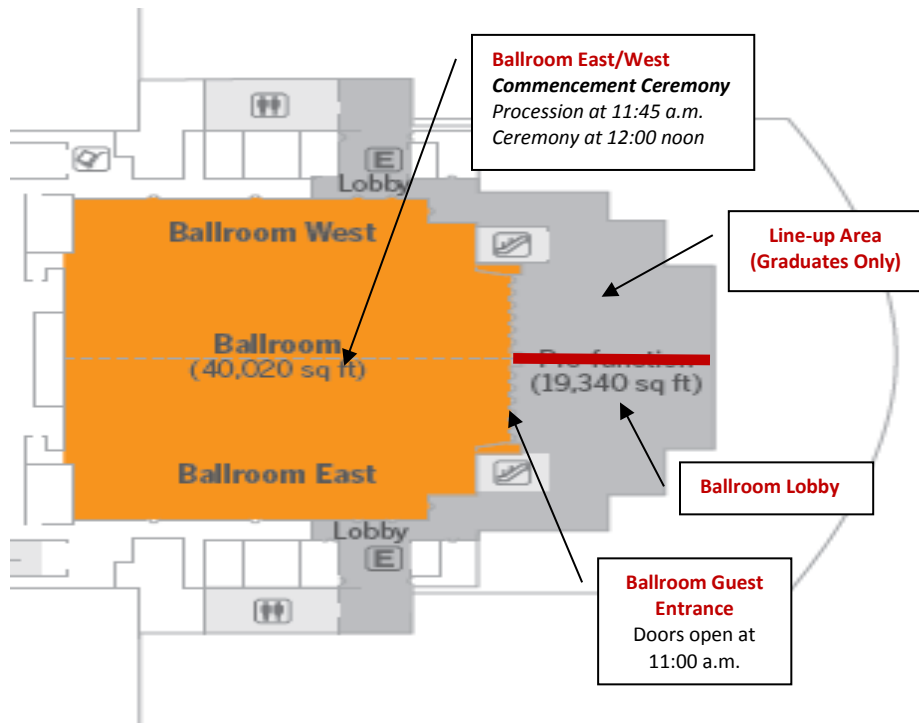 Ballroom East/West
Commencement Ceremony
Procession at 11:45 a.m.
Ceremony at 12:00 noon
E
Lobby
Ballroom West
Line-up Area
(Graduates Only)
Ballroom
(40,020 sq ft)
(19,340 sq ft)
Ballroom East
Ballroom Lobby
Lobby
E
Ballroom Guest
Entrance
Doors open at
11:00 a.m.